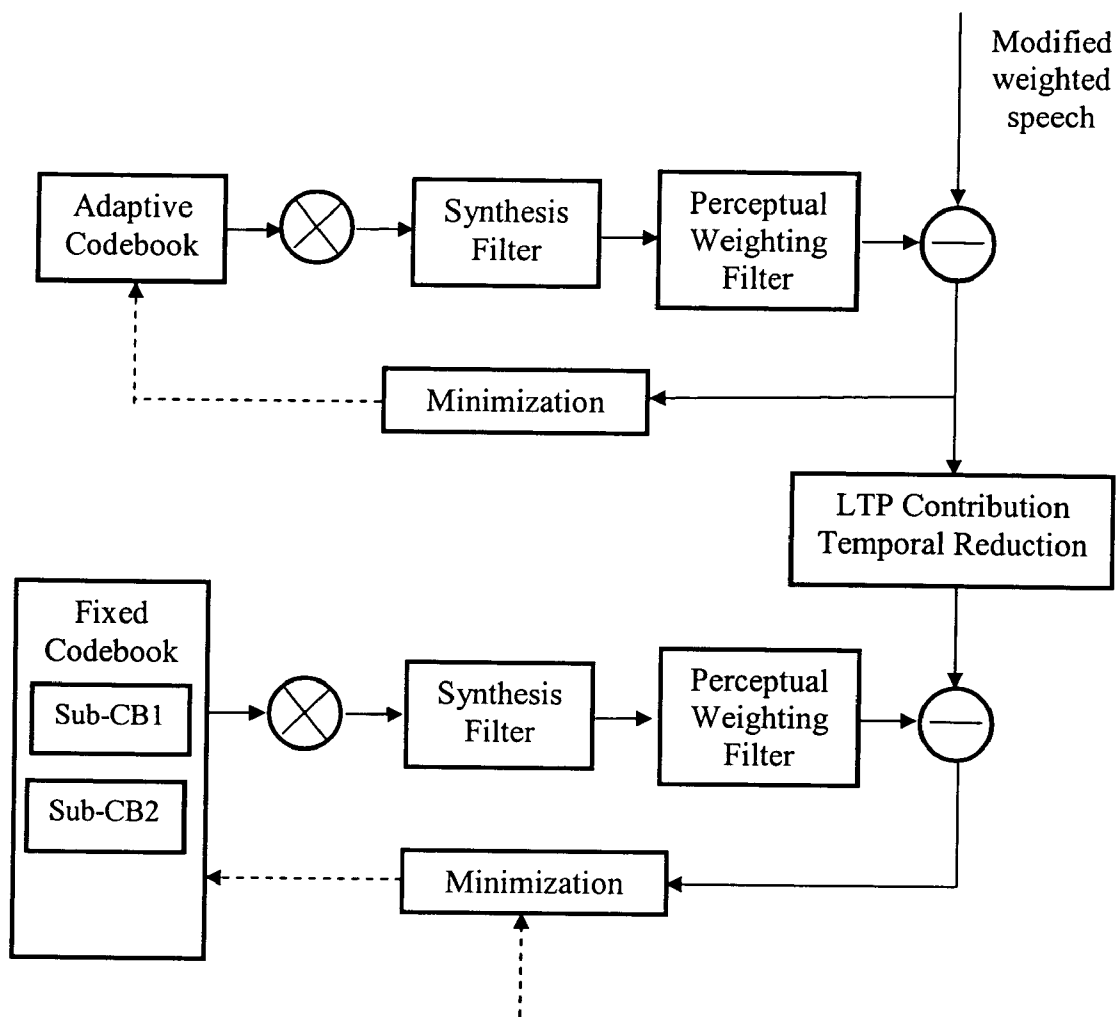 Modified
weighted
speech
Adaptive
Codebook
Synthesis
Filter
Perceptual
Weighting
Filter
Minimization
LTP Contribution
Temporal Reduction
Fixed
Codebook
Sub-CB1
Sub-CB2
Synthesis
Filter
Perceptual
Weighting
Filter
Minimization